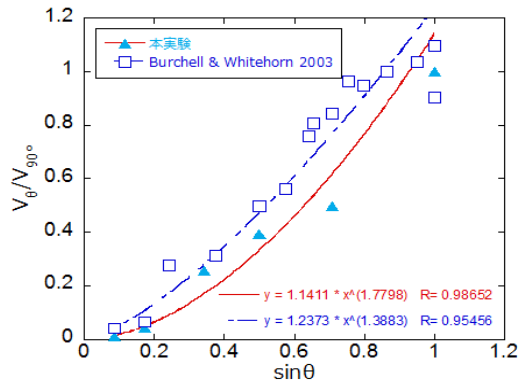 1.2
1
0.8
0.6
0.4
0.2
0
Vθ/V90°
本実験
Burchell & Whitehorn 2003
y = 1.1411 * x^(1.7798) R= 0.98652
y = 1.2373 * x^(1.3883) R= 0.95456
0 0.2 0.4 0.6 0.8 1 1.2
sinθ